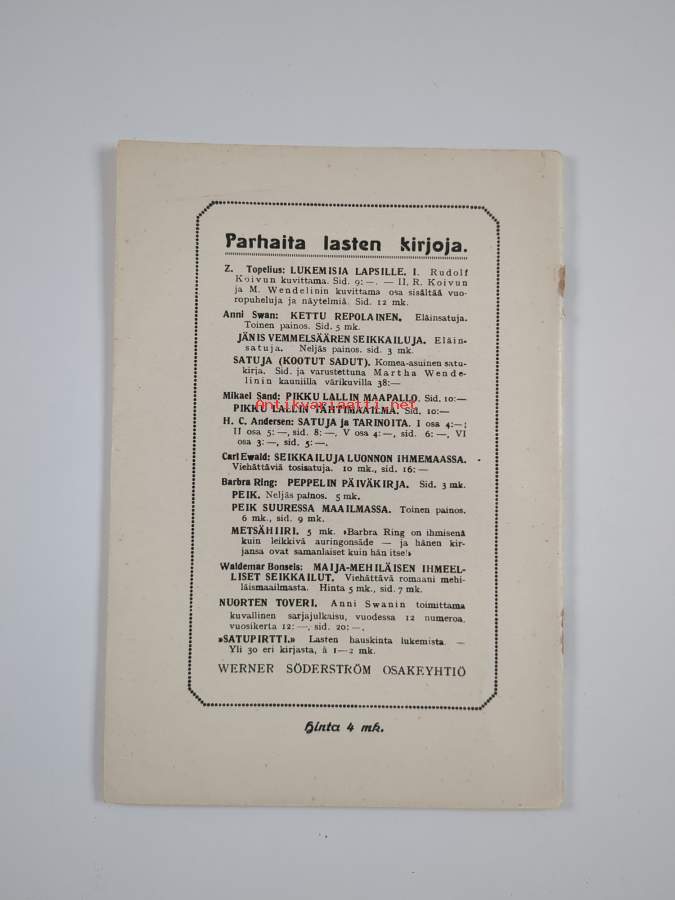 Parhaita lasten kirjoja.
Z. Topelius: LUKEMISIA LAPSILLE. I. Rudolf
Koivun kuvittama. Sid. 9:—. — II, R. Koivun
ja M. Wendelinin kuvittama osa sisältää vuo-
ropuheluja ja näytelmiä. Sid. 12 mk.
Anni Swan: KETTU REPOLAINEN. Eläinsatuja.
Toinen painos. Sid. 5 mk.
JÄNIS VEMMELSÄÄREN SEIKKAILUJA. Eläin-
satuja. Neljäs painos. sid. 3 mk.
SATUJA (KOOTUT SADUT). Komea-asuinen satu-
kirja. Sid. ja varustettuna Martha Wende-
linin kauniilla värikuvilla 38:—
Mikael Sand: PIKKU LALLIN MAAPALLO. Sid. 10:—
Antikvariaatti.net
PIKKU LALLIN TÄHTIMAAILMA. Sid. 10:—
H. C. Andersen: SATUJA ja TARINOITA. I osa 4:—;
II osa 5:—, sid. 8:—, V osa 4:—, sid. 6:—, VI
osa 3:—, sid. 5:—.
Carl Ewald: SEIKKAILUJA LUONNON IHMEMAASSA.
Viehättäviä tosisatuja. 10 mk., sid. 16:—
Barbra Ring: PEPPELIN PÄIVÄKIRJA. Sid. 3 mk.
PEIK. Neljäs painos. 5 mk.
PEIK SUURESSA MAAILMASSA. Toinen painos.
6 mk., sid. 9 mk.
METSÄHIIRI. 5 mk. »Barbra Ring on ihmisenä
kuin leikkivä auringonsäde — ja hänen kir-
jansa ovat samanlaiset kuin hän itse!»
Waldemar Bonsels: MAIJA-MEHILÄISEN IHMEEL-
LISET SEIKKAILUT. Viehättävä romaani mehi-
läismaailmasta. Hinta 5 mk., sid. 7 mk.
NUORTEN TOVERI. Anni Swanin toimittama
kuvallinen sarjajulkaisu, vuodessa 12 numeroa,
vuosikerta 12:—, sid. 20:—.
»SATUPIRTTI.» Lasten hauskinta lukemista. —
Yli 30 eri kirjasta, à 1—2 mk.
WERNER SÖDERSTRÖM OSAKEYHTIÖ
Hinta 4 mk.